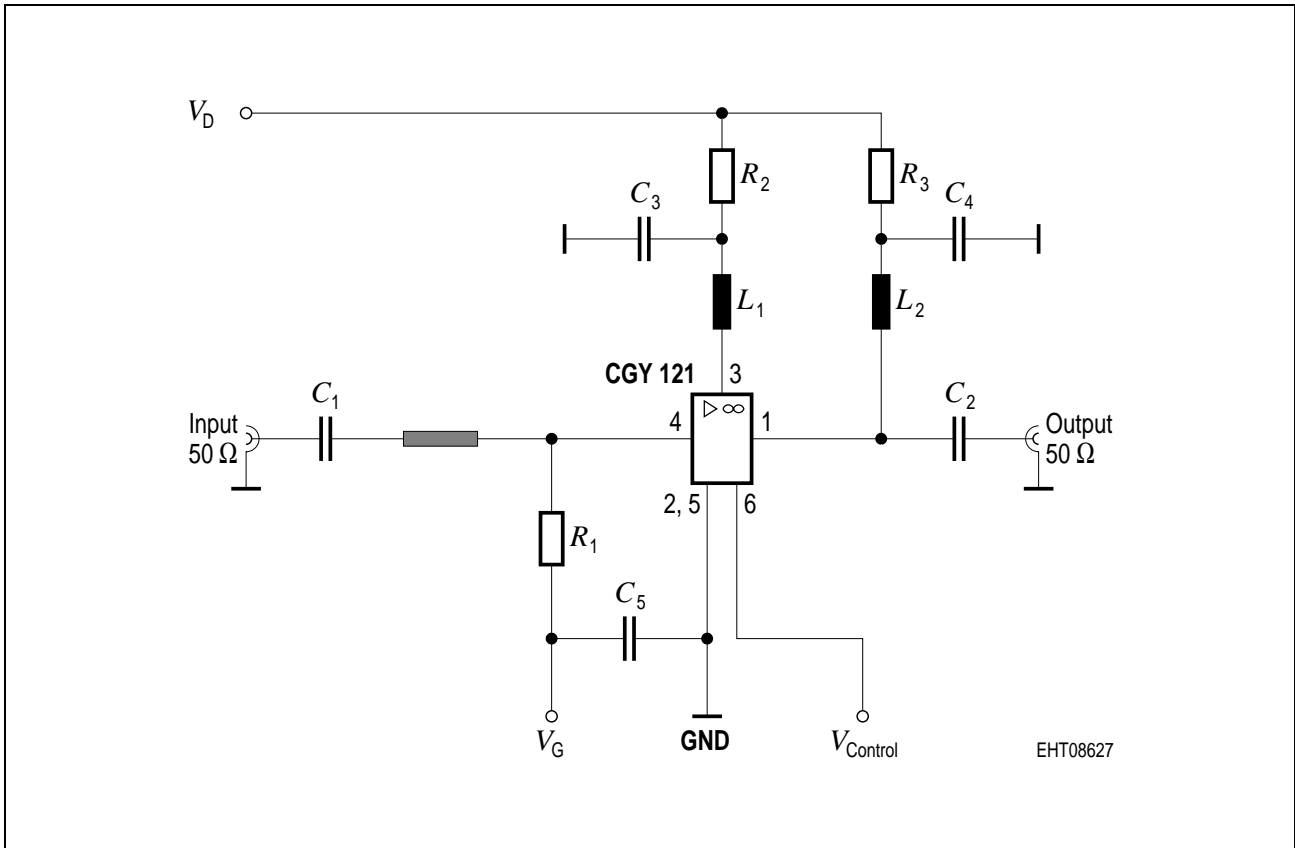 V_D
R_2
R_3
C_3
C_4
L_1
L_2
CGY 121
3
C_1
C_2
Input
50 Ω
4
▷ ∞
1
Output
50 Ω
2, 5
6
R_1
C_5
V_G
GND
V_Control
EHT08627